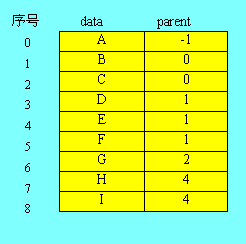 序号 data parent
0 A -1
1 B 0
2 C 0
3 D 1
4 E 1
5 F 1
6 G 2
7 H 4
8 I 4